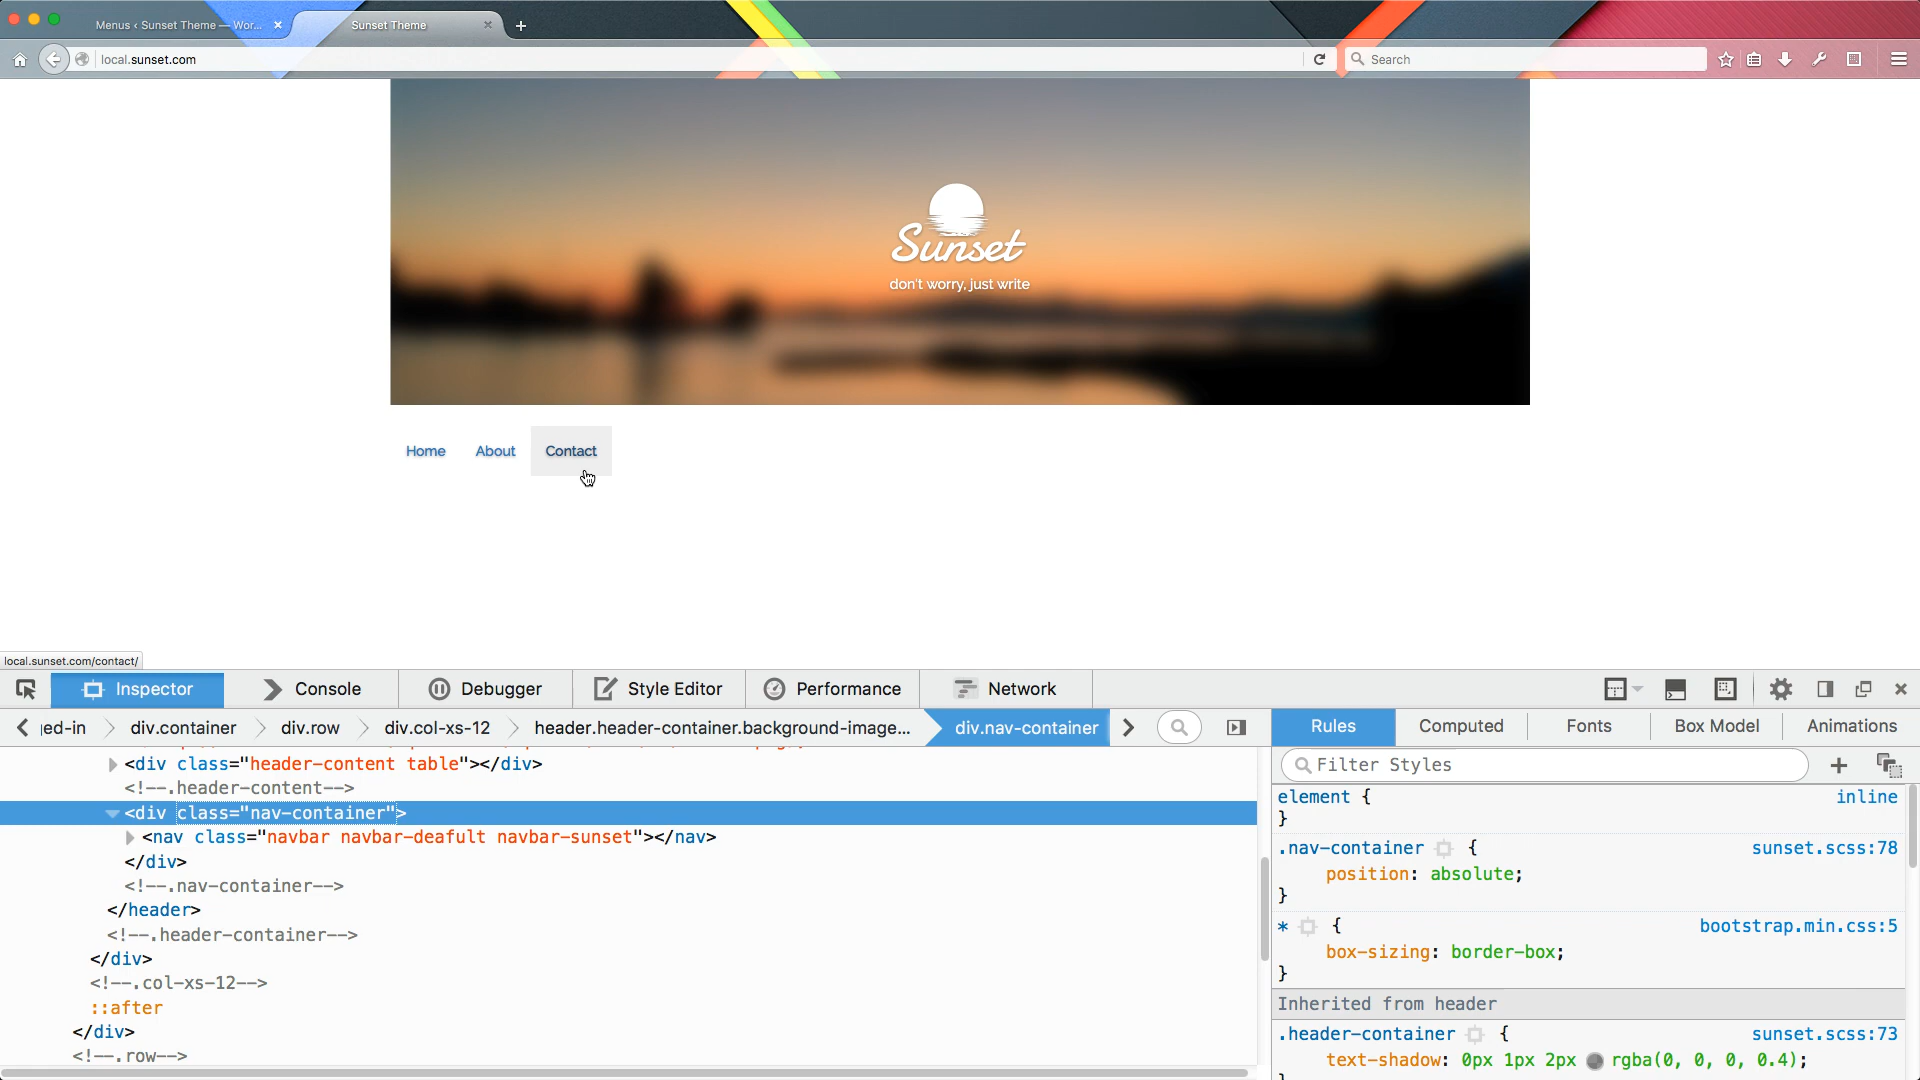 Menus ‹ Sunset Theme — Wor...
Sunset Theme
local.sunset.com
Search
Sunset
don't worry, just write
Home About Contact
local.sunset.com/contact/
Inspector Console Debugger Style Editor Performance Network
ged-in div.container div.row div.col-xs-12 header.header-container.background-image... div.nav-container
Rules Computed Fonts Box Model Animations
Filter Styles
<div class="header-content table"></div>
<!--.header-content-->
<div class="nav-container">
<nav class="navbar navbar-deafult navbar-sunset"></nav>
</div>
<!--.nav-container-->
</header>
<!--.header-container-->
</div>
<!--.col-xs-12-->
::after
</div>
<!--.row-->
element { inline
}
.nav-container { sunset.scss:78
position: absolute;
}
* { bootstrap.min.css:5
box-sizing: border-box;
}
Inherited from header
.header-container { sunset.scss:73
text-shadow: 0px 1px 2px rgba(0, 0, 0, 0.4);